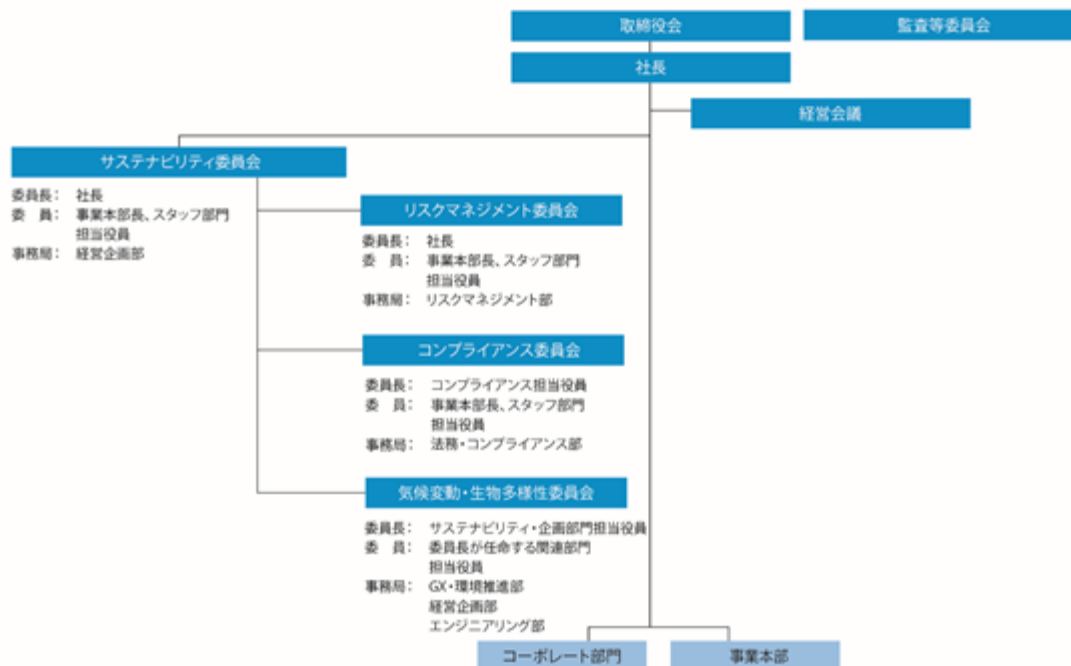 取締役会
監査等委員会
社長
経営会議
サステナビリティ委員会
委員長： 社長
委　員： 事業本部長、スタッフ部門
担当役員
事務局： 経営企画部
リスクマネジメント委員会
委員長： 社長
委　員： 事業本部長、スタッフ部門
担当役員
事務局： リスクマネジメント部
コンプライアンス委員会
委員長： コンプライアンス担当役員
委　員： 事業本部長、スタッフ部門
担当役員
事務局： 法務・コンプライアンス部
気候変動・生物多様性委員会
委員長： サステナビリティ・企画部門担当役員
委　員： 委員長が任命する関連部門
担当役員
事務局： GX・環境推進部
経営企画部
エンジニアリング部
コーポレート部門
事業本部